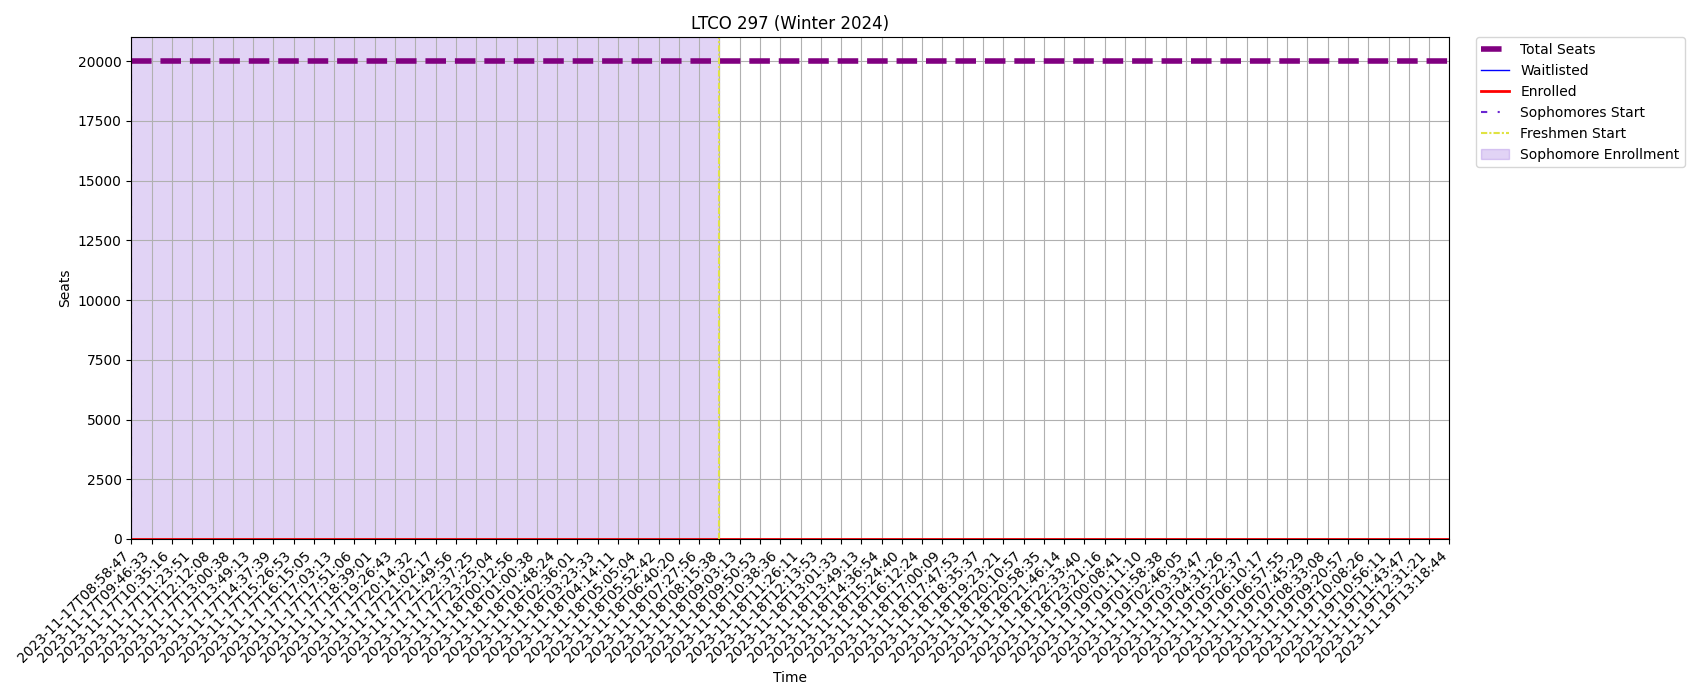 LTCO 297 (Winter 2024)
Total Seats
Waitlisted
Enrolled
Sophomores Start
Freshmen Start
Sophomore Enrollment
Seats
20000
17500
15000
12500
10000
7500
5000
2500
0
2023-11-17T08:58:47
2023-11-17T09:46:33
2023-11-17T10:35:16
2023-11-17T11:23:51
2023-11-17T12:12:08
2023-11-17T13:00:38
2023-11-17T13:49:13
2023-11-17T14:37:39
2023-11-17T15:26:53
2023-11-17T16:15:05
2023-11-17T17:03:12
2023-11-17T17:51:06
2023-11-17T18:39:01
2023-11-17T19:26:43
2023-11-17T20:14:32
2023-11-17T21:02:17
2023-11-17T21:49:56
2023-11-17T22:37:25
2023-11-17T23:25:04
2023-11-18T00:12:56
2023-11-18T01:00:38
2023-11-18T01:48:24
2023-11-18T02:36:01
2023-11-18T03:23:33
2023-11-18T04:14:11
2023-11-18T05:05:04
2023-11-18T05:52:42
2023-11-18T06:40:20
2023-11-18T07:27:56
2023-11-18T08:15:38
2023-11-18T09:03:13
2023-11-18T09:50:53
2023-11-18T10:38:36
2023-11-18T11:26:11
2023-11-18T12:13:53
2023-11-18T13:01:33
2023-11-18T13:49:13
2023-11-18T14:36:54
2023-11-18T15:24:40
2023-11-18T16:12:24
2023-11-18T17:00:09
2023-11-18T17:47:53
2023-11-18T18:35:37
2023-11-18T19:23:21
2023-11-18T20:10:57
2023-11-18T20:58:35
2023-11-18T21:46:14
2023-11-18T22:33:40
2023-11-18T23:21:16
2023-11-19T00:08:41
2023-11-19T01:11:10
2023-11-19T01:58:38
2023-11-19T02:46:05
2023-11-19T03:33:47
2023-11-19T04:31:26
2023-11-19T05:22:37
2023-11-19T06:10:17
2023-11-19T06:57:55
2023-11-19T07:45:29
2023-11-19T08:33:08
2023-11-19T09:20:57
2023-11-19T10:08:26
2023-11-19T10:56:11
2023-11-19T11:43:47
2023-11-19T12:31:21
2023-11-19T13:18:44
Time